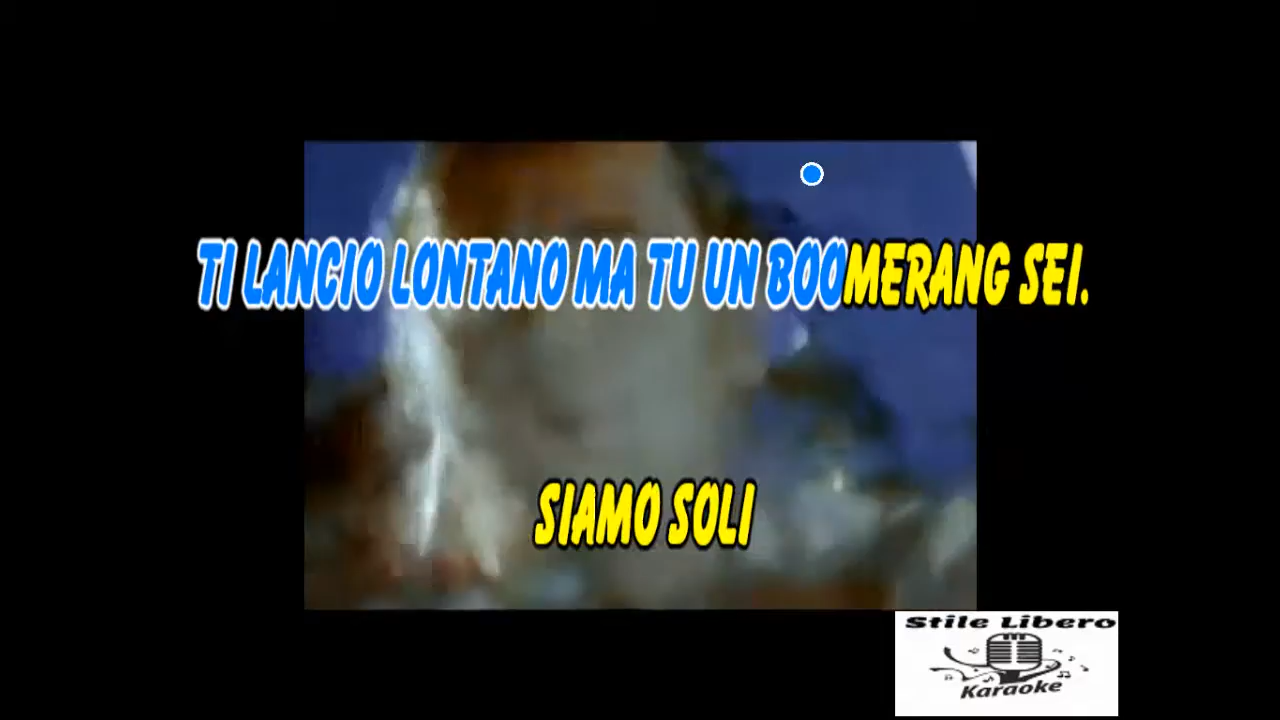 TI LANCIO LONTANO MA TU UN BOOMERANG SEI.
SIAMO SOLI
Stile Libero
Karaoke